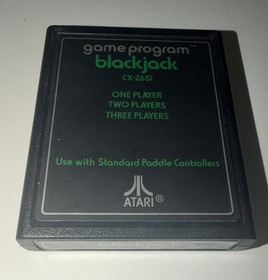 game program™
blackjack
CX-2651
ONE PLAYER
TWO PLAYERS
THREE PLAYERS
Use with Standard Paddle Controllers
ATARI®